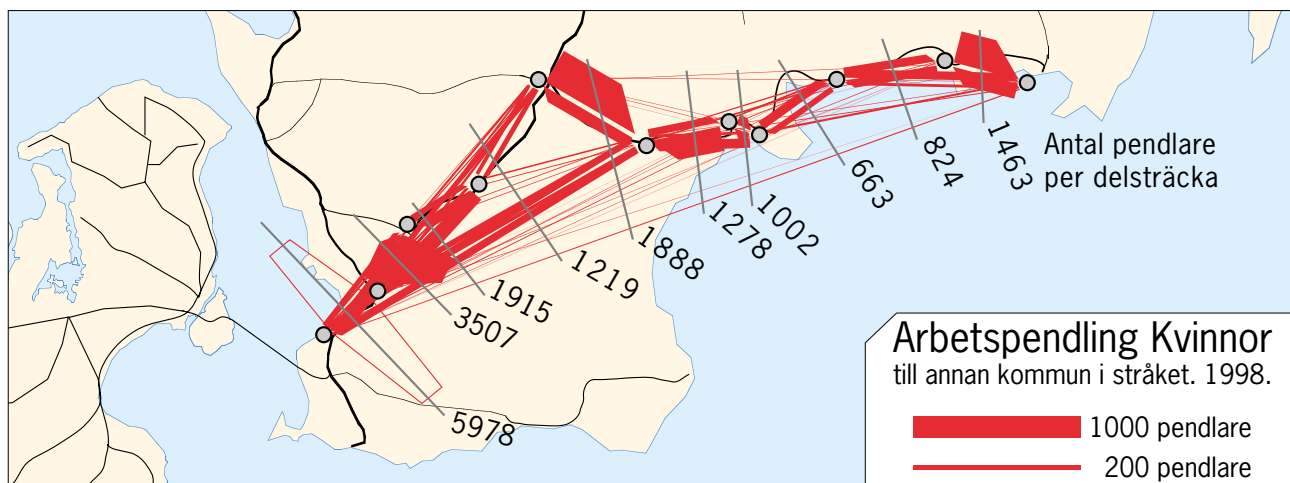 Antal pendlare
per delsträcka
1463
824
663
1002
1278
1888
1219
1915
3507
5978
Arbetspendling Kvinnor
till annan kommun i stråket. 1998.
1000 pendlare
200 pendlare